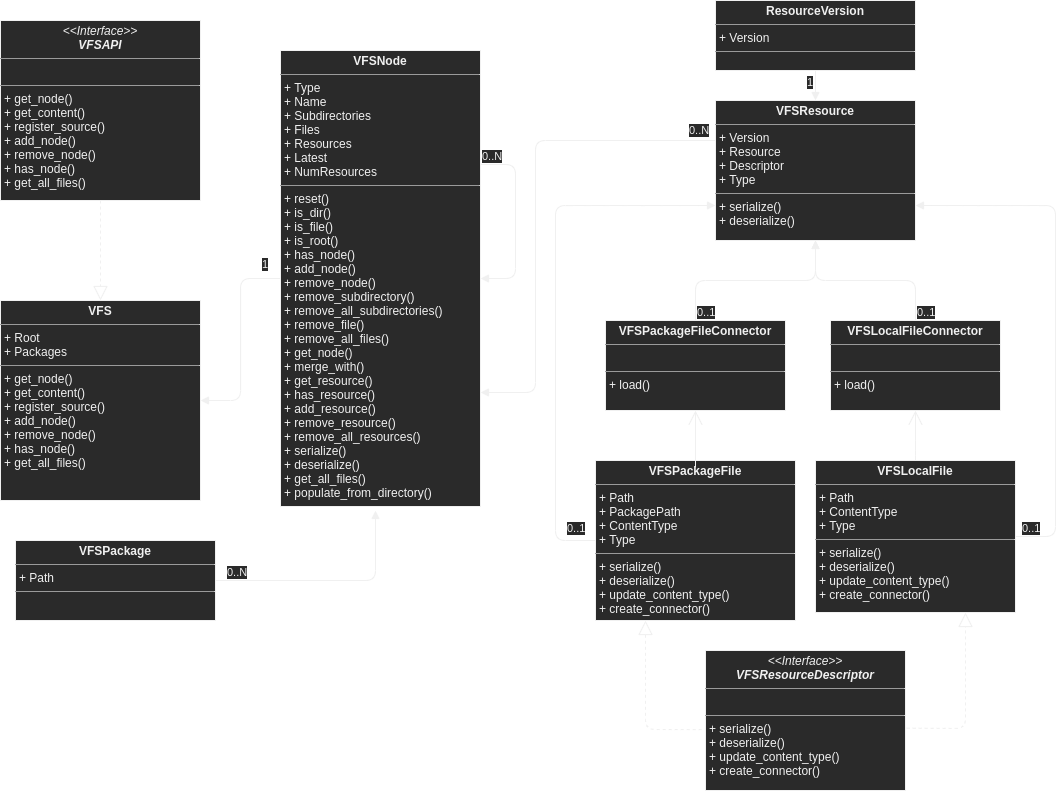 <<Interface>>
VFSAPI
+ get_node()
+ get_content()
+ register_source()
+ add_node()
+ remove_node()
+ has_node()
+ get_all_files()
VFS
+ Root
+ Packages
+ get_node()
+ get_content()
+ register_source()
+ add_node()
+ remove_node()
+ has_node()
+ get_all_files()
VFSPackage
+ Path
0..N
1
VFSNode
+ Type
+ Name
+ Subdirectories
+ Files
+ Resources
+ Latest
+ NumResources
+ reset()
+ is_dir()
+ is_file()
+ is_root()
+ has_node()
+ add_node()
+ remove_node()
+ remove_subdirectory()
+ remove_all_subdirectories()
+ remove_file()
+ remove_all_files()
+ get_node()
+ merge_with()
+ get_resource()
+ has_resource()
+ add_resource()
+ remove_resource()
+ remove_all_resources()
+ serialize()
+ deserialize()
+ get_all_files()
+ populate_from_directory()
0..N
ResourceVersion
+ Version
1
0..N
VFSResource
+ Version
+ Resource
+ Descriptor
+ Type
+ serialize()
+ deserialize()
0..1
VFSPackageFileConnector
+ load()
0..1
VFSLocalFileConnector
+ load()
VFSPackageFile
+ Path
+ PackagePath
+ ContentType
+ Type
+ serialize()
+ deserialize()
+ update_content_type()
+ create_connector()
0..1
VFSLocalFile
+ Path
+ ContentType
+ Type
+ serialize()
+ deserialize()
+ update_content_type()
+ create_connector()
0..1
<<Interface>>
VFSResourceDescriptor
+ serialize()
+ deserialize()
+ update_content_type()
+ create_connector()